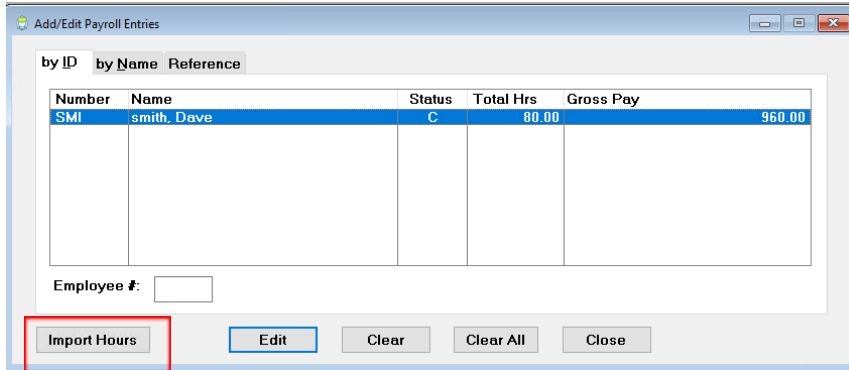 Add/Edit Payroll Entries
by ID by Name Reference
Number Name Status Total Hrs Gross Pay
SMI smith, Dave C 80.00 960.00
Employee #:
Import Hours Edit Clear Clear All Close